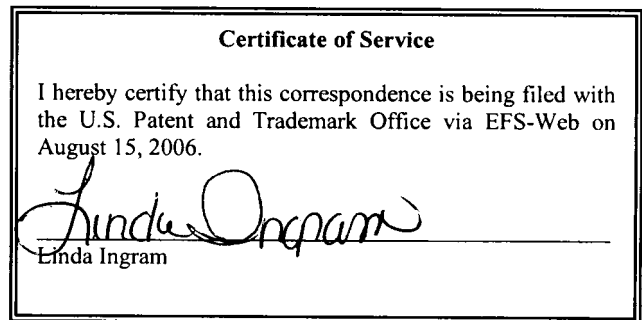 Certificate of Service
I hereby certify that this correspondence is being filed with
the U.S. Patent and Trademark Office via EFS-Web on
August 15, 2006.
Linda Ingram
Linda Ingram